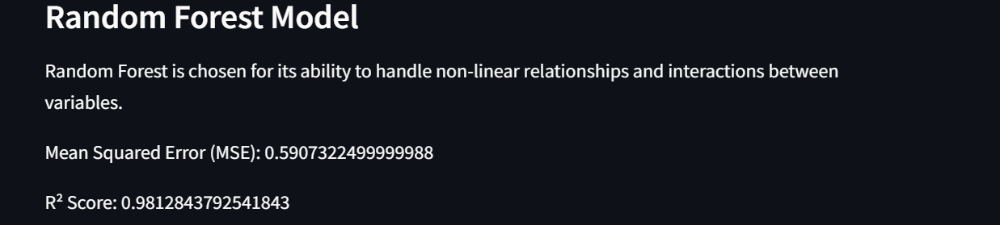 Random Forest Model
Random Forest is chosen for its ability to handle non-linear relationships and interactions between
variables.
Mean Squared Error (MSE): 0.5907322499999988
R² Score: 0.9812843792541843